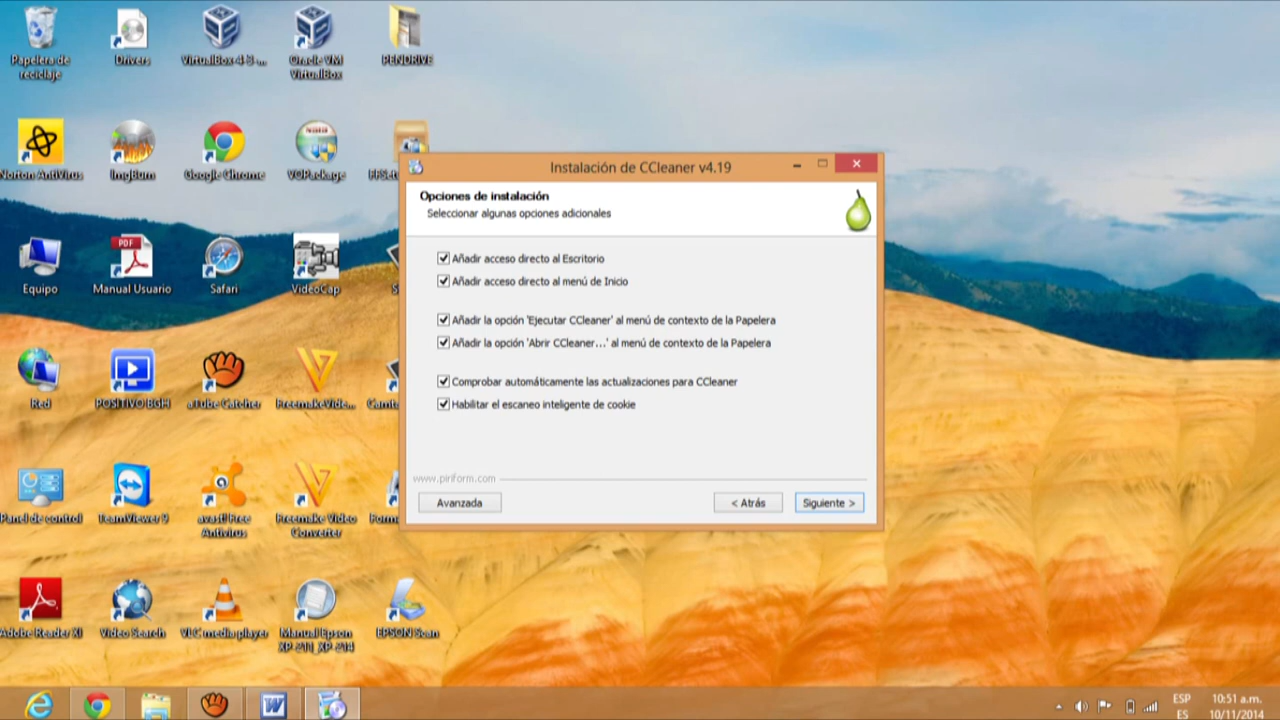 Papelera de
reciclaje
Drivers
VirtualBox 4-3-...
Oracle VM
VirtualBox
PENDRIVE
Norton AntiVirus
ImgBurn
Google Chrome
VOPackage
Equipo
PDF
Manual Usuario
Safari
VideoCap
Red
POSITIVO BGH
aTube Catcher
FreemakeVide...
Panel de control
TeamViewer 9
avast! Free
Antivirus
Freemake Video
Converter
Adobe Reader XI
Video Search
VLC media player
Manual Epson
XP-211_XP-214
EPSON Scan
Instalación de CCleaner v4.19
Opciones de instalación
Seleccionar algunas opciones adicionales
Añadir acceso directo al Escritorio
Añadir acceso directo al menú de Inicio
Añadir la opción 'Ejecutar CCleaner' al menú de contexto de la Papelera
Añadir la opción 'Abrir CCleaner...' al menú de contexto de la Papelera
Comprobar automáticamente las actualizaciones para CCleaner
Habilitar el escaneo inteligente de cookie
www.piriform.com
Avanzada
< Atrás
Siguiente >
ESP
ES
10:51 a.m.
10/11/2014